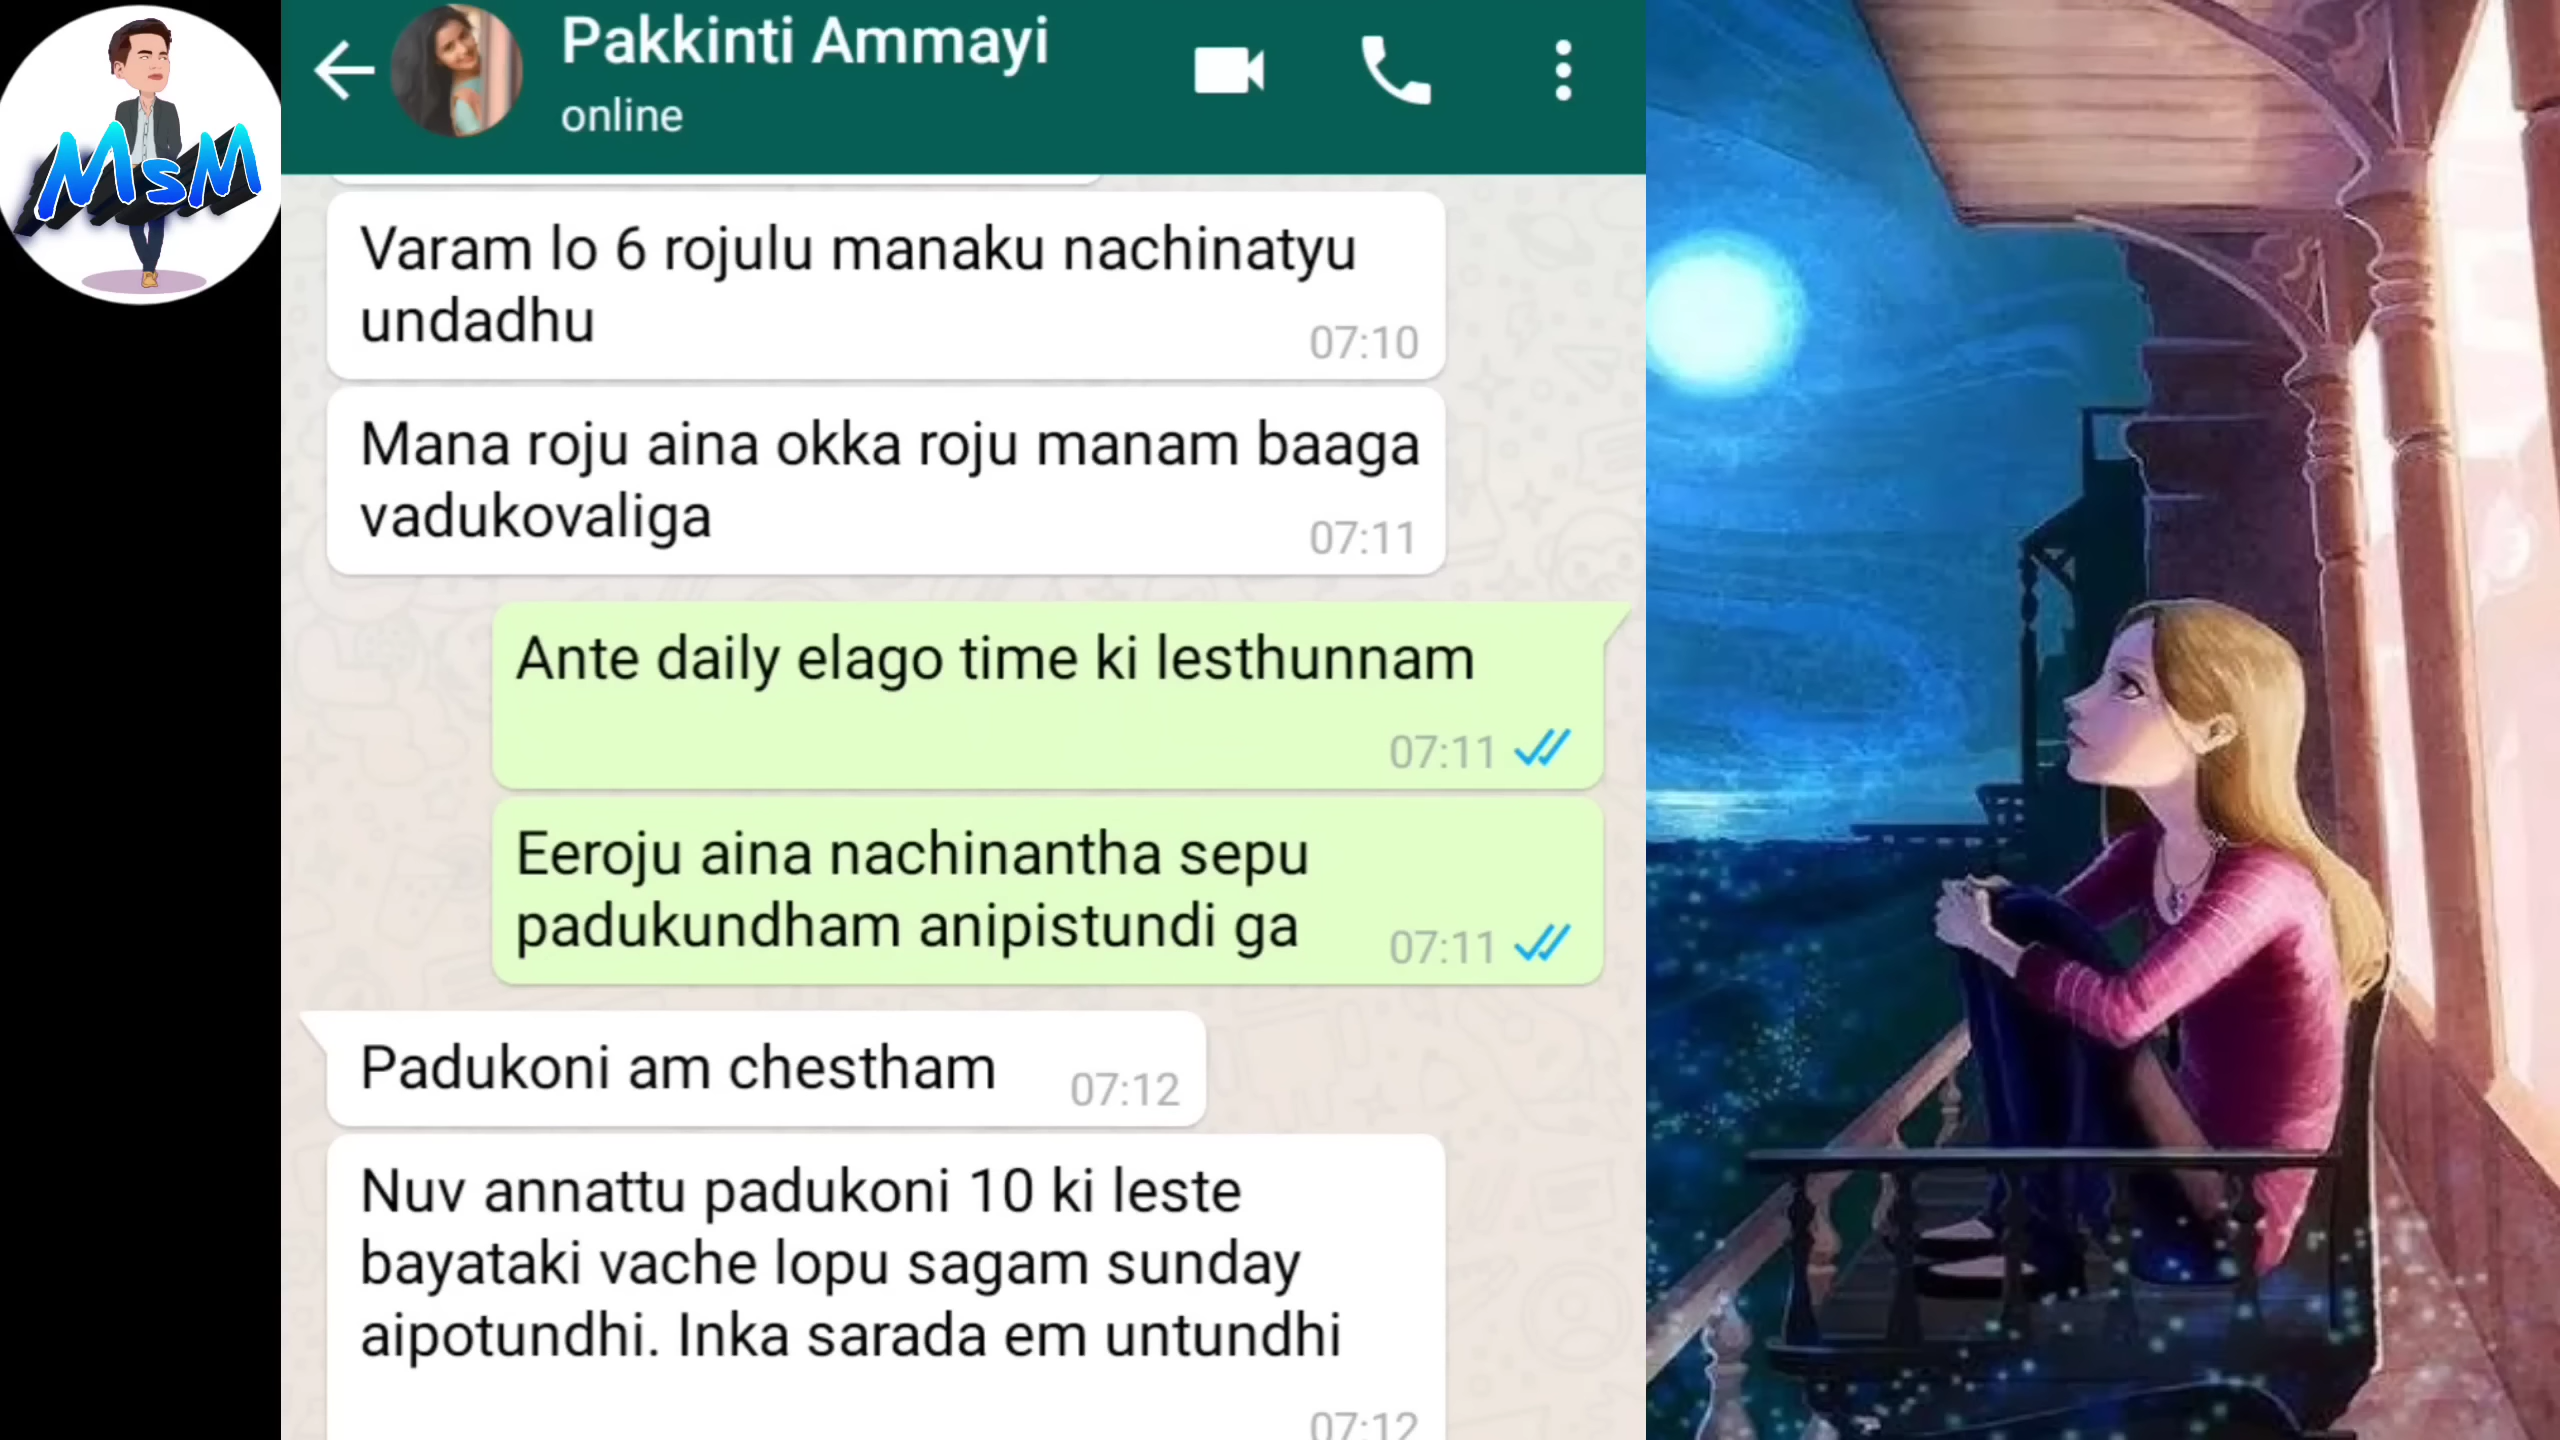 MsM
Pakkinti Ammayi
online
Varam lo 6 rojulu manaku nachinatyu
undadhu
07:10
Mana roju aina okka roju manam baaga
vadukovaliga
07:11
Ante daily elago time ki lesthunnam
07:11
Eeroju aina nachinantha sepu
padukundham anipistundi ga
07:11
Padukoni am chestham
07:12
Nuv annattu padukoni 10 ki leste
bayataki vache lopu sagam sunday
aipotundhi. Inka sarada em untundhi
07:12